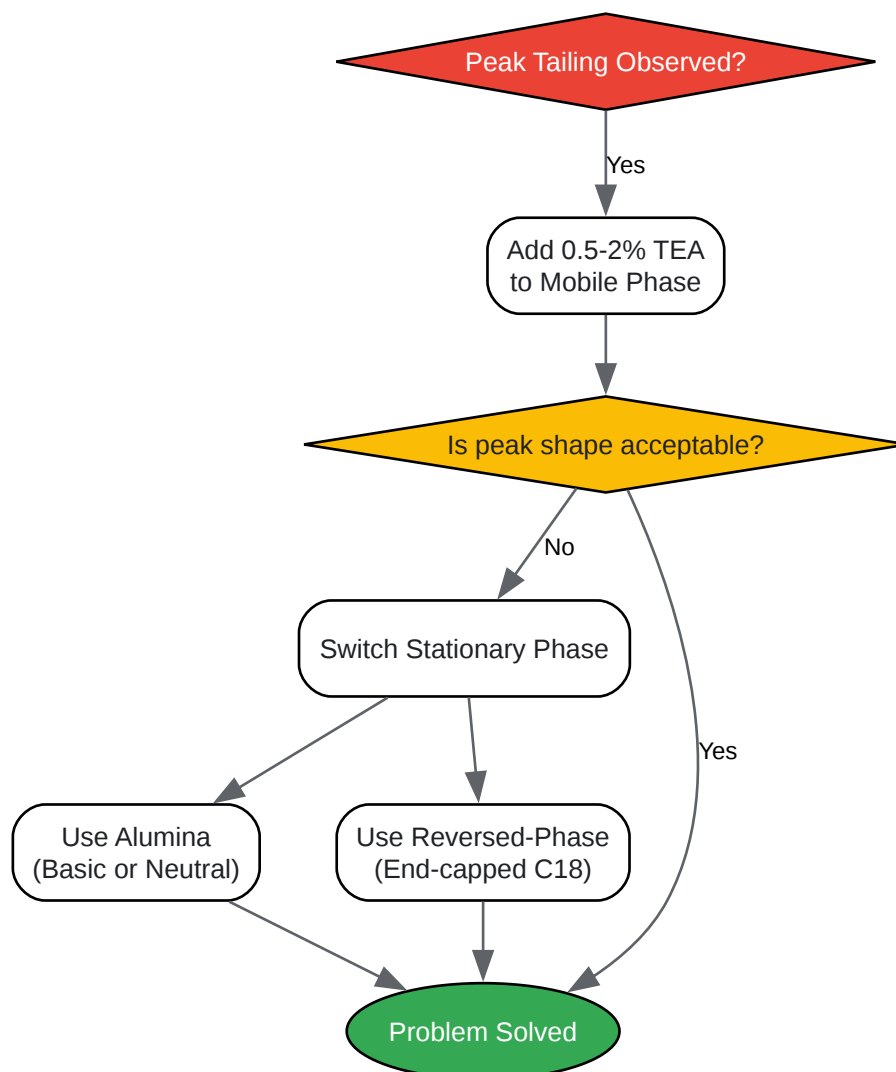 Peak Tailing Observed?
Yes
Add 0.5-2% TEA
to Mobile Phase
Is peak shape acceptable?
No
Switch Stationary Phase
Yes
Use Alumina
(Basic or Neutral)
Use Reversed-Phase
(End-capped C18)
Problem Solved